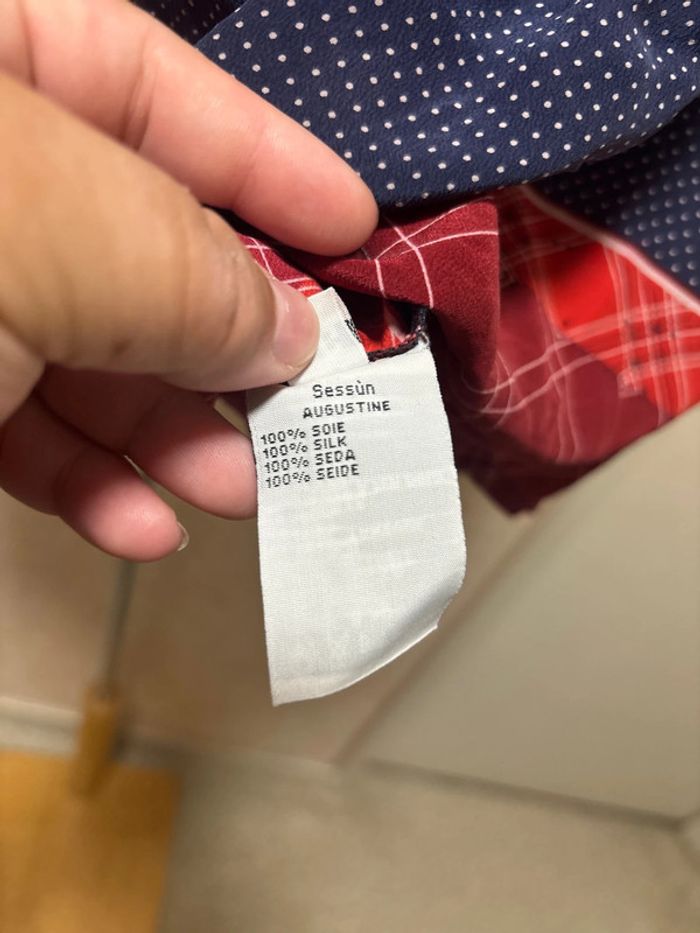 Sessùn
AUGUSTINE
100% SOIE
100% SILK
100% SEDA
100% SEIDE